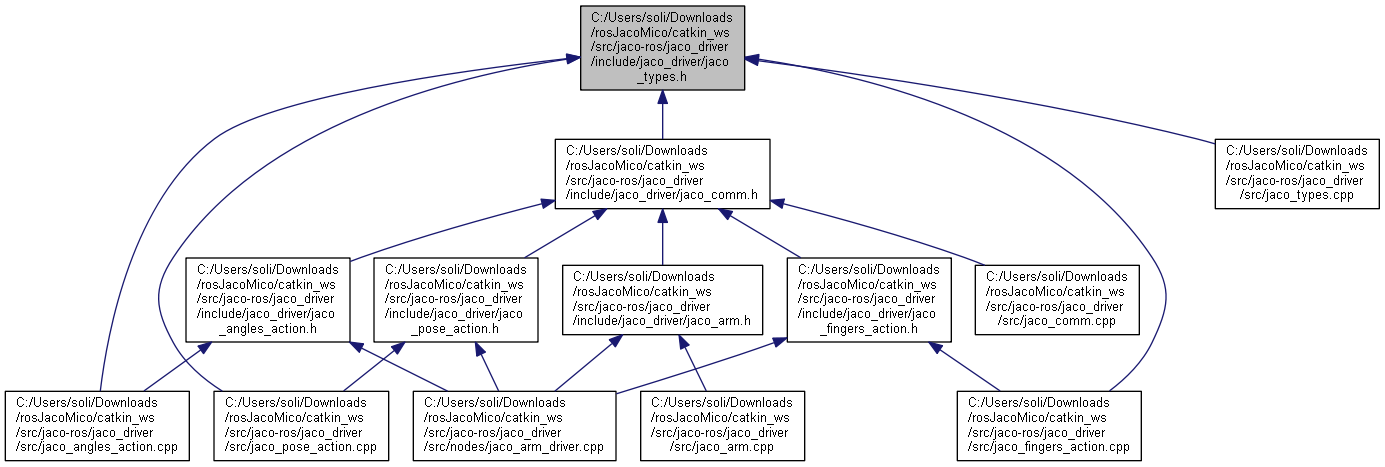 C:/Users/soli/Downloads
/rosJacoMico/catkin_ws
/src/jaco-ros/jaco_driver
/include/jaco_driver/jaco
_types.h
C:/Users/soli/Downloads
/rosJacoMico/catkin_ws
/src/jaco-ros/jaco_driver
/include/jaco_driver/jaco_comm.h
C:/Users/soli/Downloads
/rosJacoMico/catkin_ws
/src/jaco-ros/jaco_driver
/src/jaco_types.cpp
C:/Users/soli/Downloads
/rosJacoMico/catkin_ws
/src/jaco-ros/jaco_driver
/include/jaco_driver/jaco
_angles_action.h
C:/Users/soli/Downloads
/rosJacoMico/catkin_ws
/src/jaco-ros/jaco_driver
/include/jaco_driver/jaco
_pose_action.h
C:/Users/soli/Downloads
/rosJacoMico/catkin_ws
/src/jaco-ros/jaco_driver
/include/jaco_driver/jaco_arm.h
C:/Users/soli/Downloads
/rosJacoMico/catkin_ws
/src/jaco-ros/jaco_driver
/include/jaco_driver/jaco
_fingers_action.h
C:/Users/soli/Downloads
/rosJacoMico/catkin_ws
/src/jaco-ros/jaco_driver
/src/jaco_comm.cpp
C:/Users/soli/Downloads
/rosJacoMico/catkin_ws
/src/jaco-ros/jaco_driver
/src/jaco_angles_action.cpp
C:/Users/soli/Downloads
/rosJacoMico/catkin_ws
/src/jaco-ros/jaco_driver
/src/jaco_pose_action.cpp
C:/Users/soli/Downloads
/rosJacoMico/catkin_ws
/src/jaco-ros/jaco_driver
/src/nodes/jaco_arm_driver.cpp
C:/Users/soli/Downloads
/rosJacoMico/catkin_ws
/src/jaco-ros/jaco_driver
/src/jaco_arm.cpp
C:/Users/soli/Downloads
/rosJacoMico/catkin_ws
/src/jaco-ros/jaco_driver
/src/jaco_fingers_action.cpp